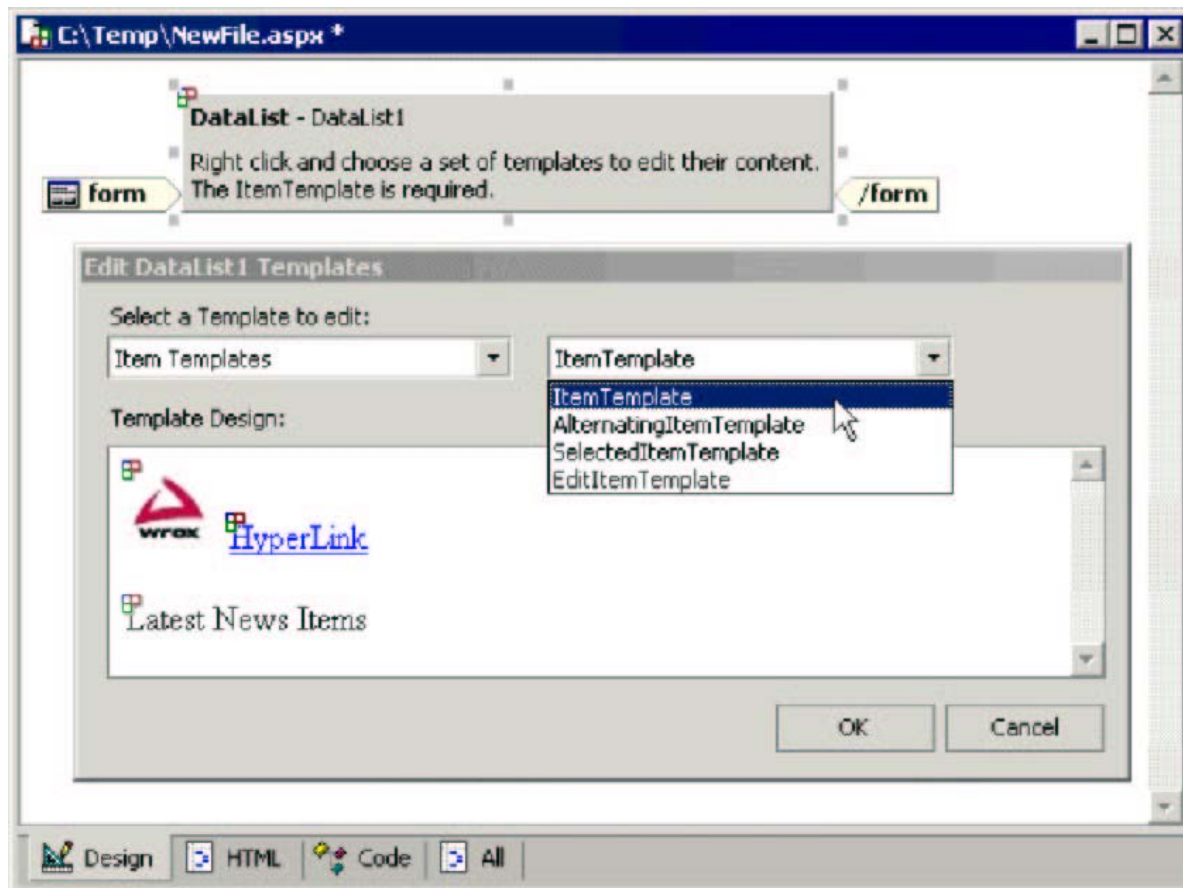 C:\Temp\NewFile.aspx *
DataList - DataList1
Right click and choose a set of templates to edit their content.
The ItemTemplate is required.
form
/form
Edit DataList1 Templates
Select a Template to edit:
Item Templates
ItemTemplate
ItemTemplate
AlternatingItemTemplate
SelectedItemTemplate
EditItemTemplate
Template Design:
wrox
HyperLink
Latest News Items
OK
Cancel
Design
HTML
Code
All